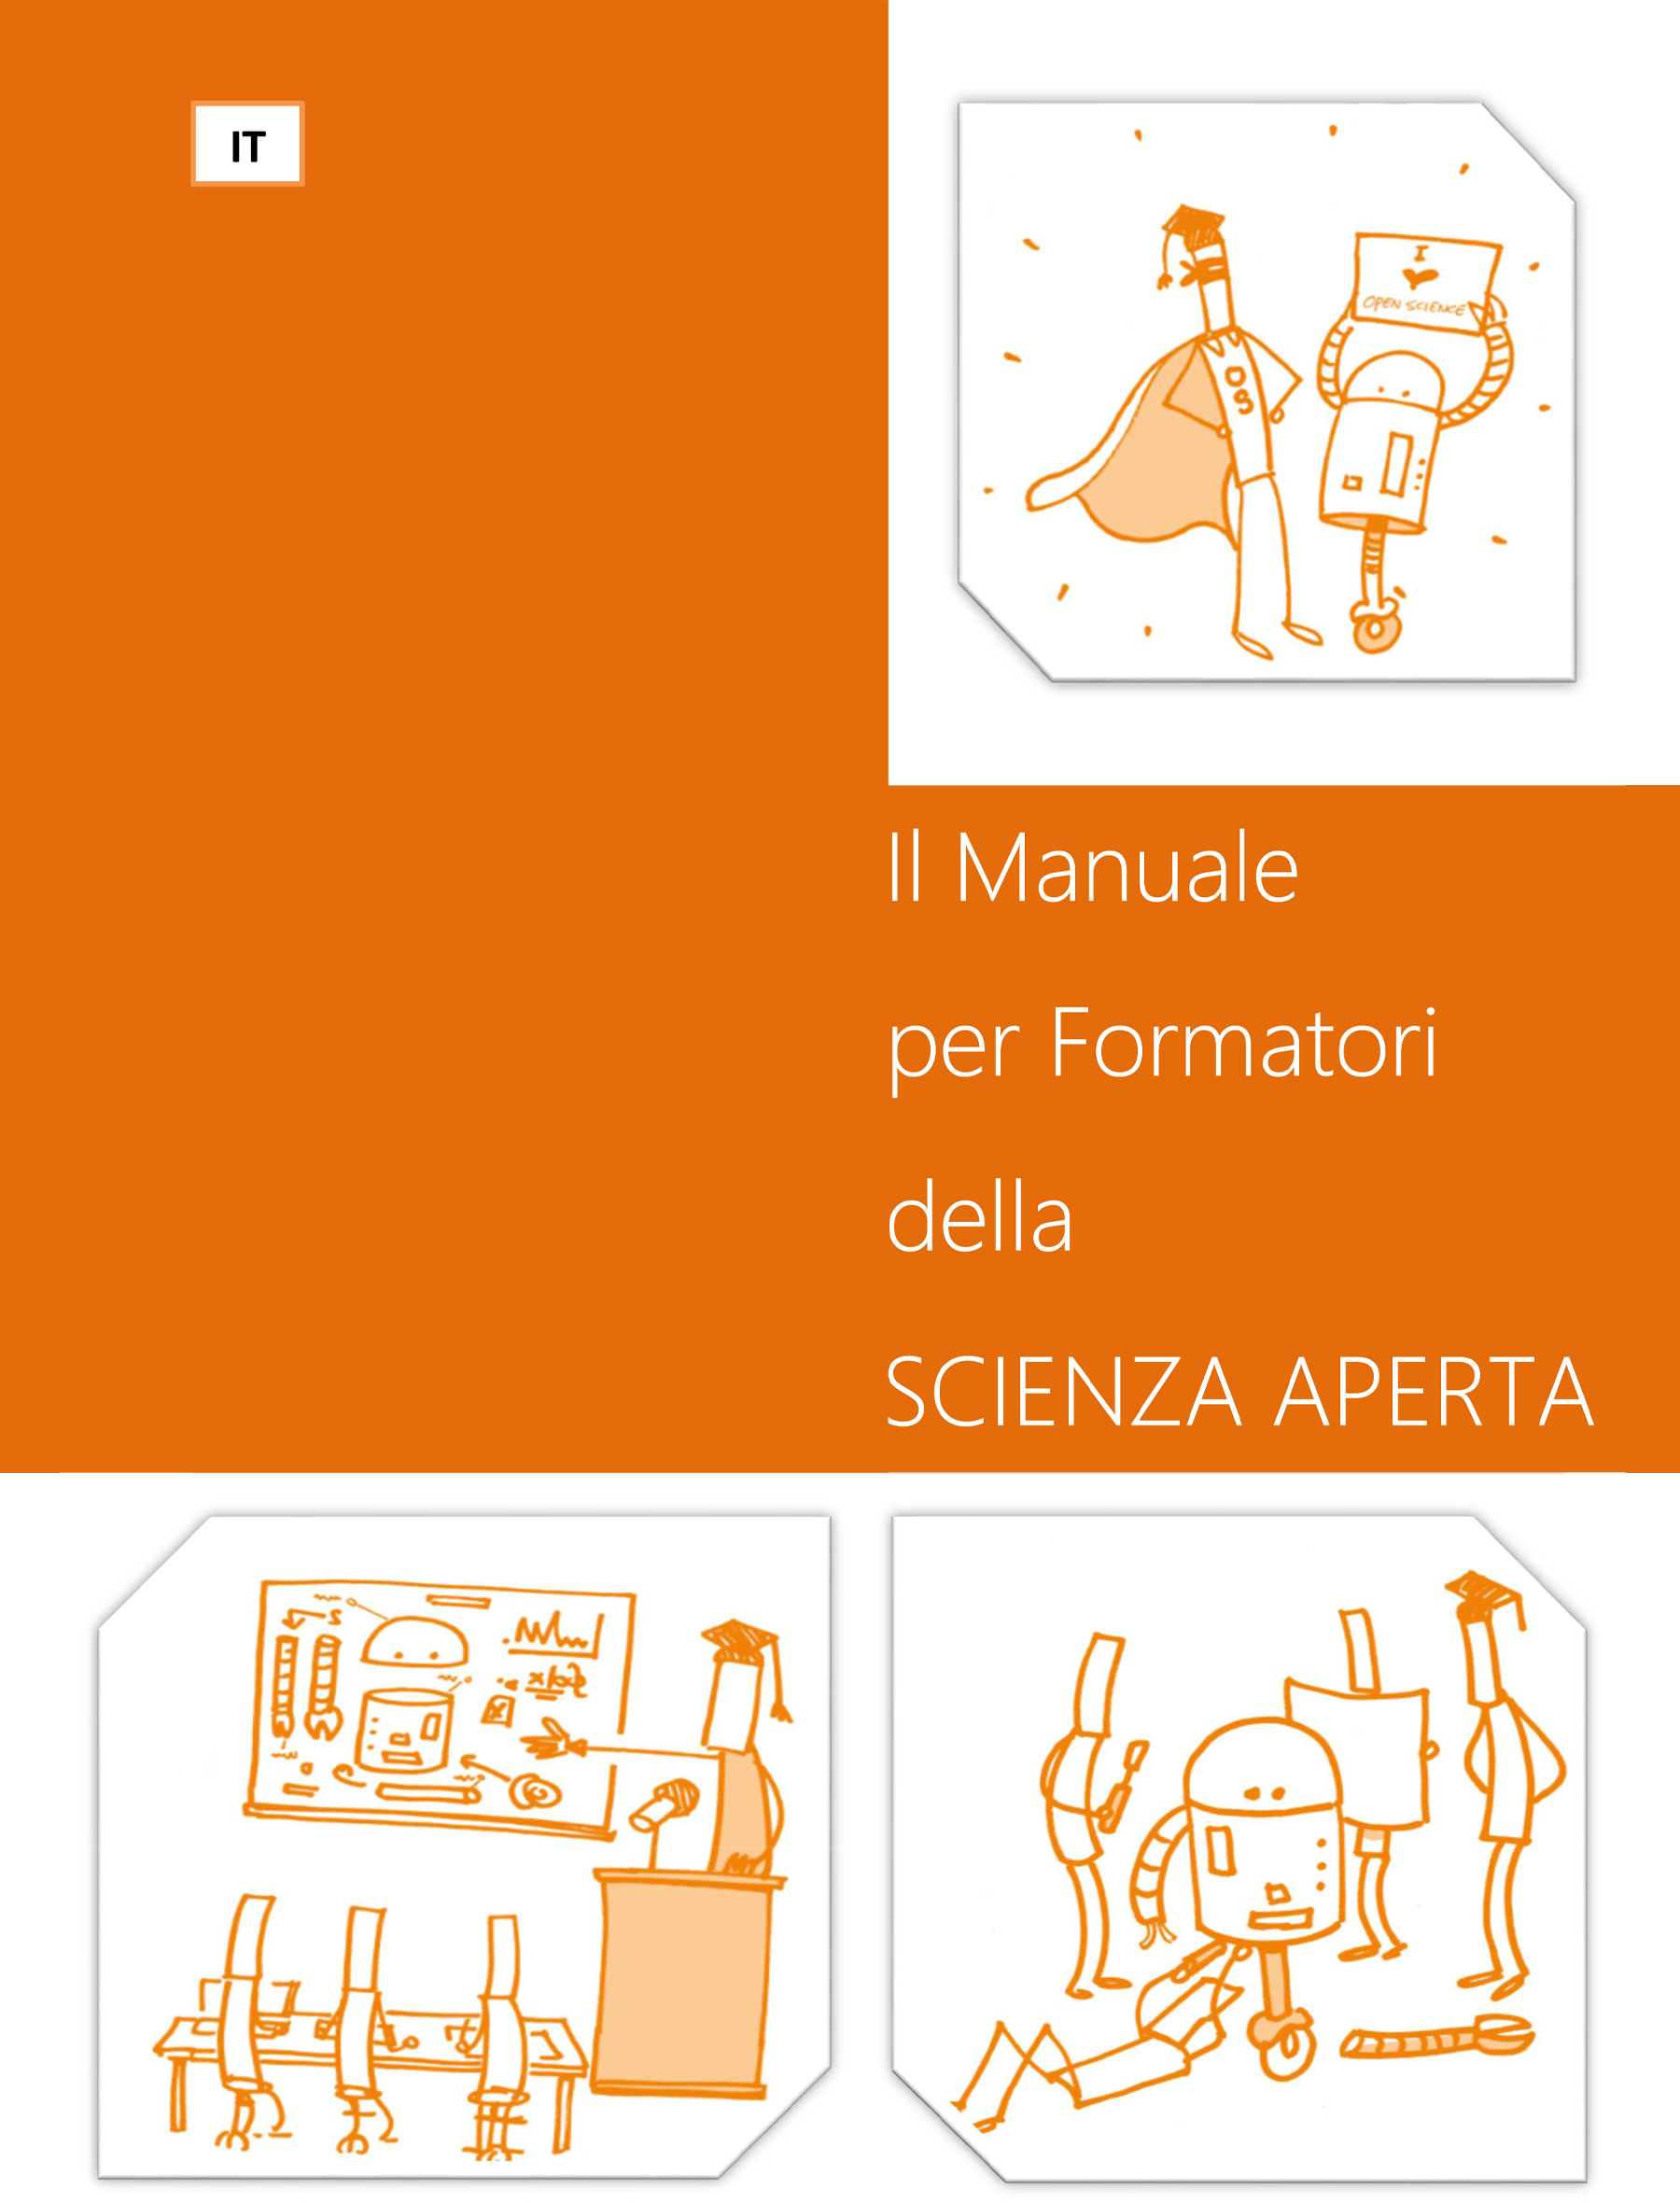 IT
I
OPEN SCIENCE
OS
Il Manuale
per Formatori
della
SCIENZA APERTA